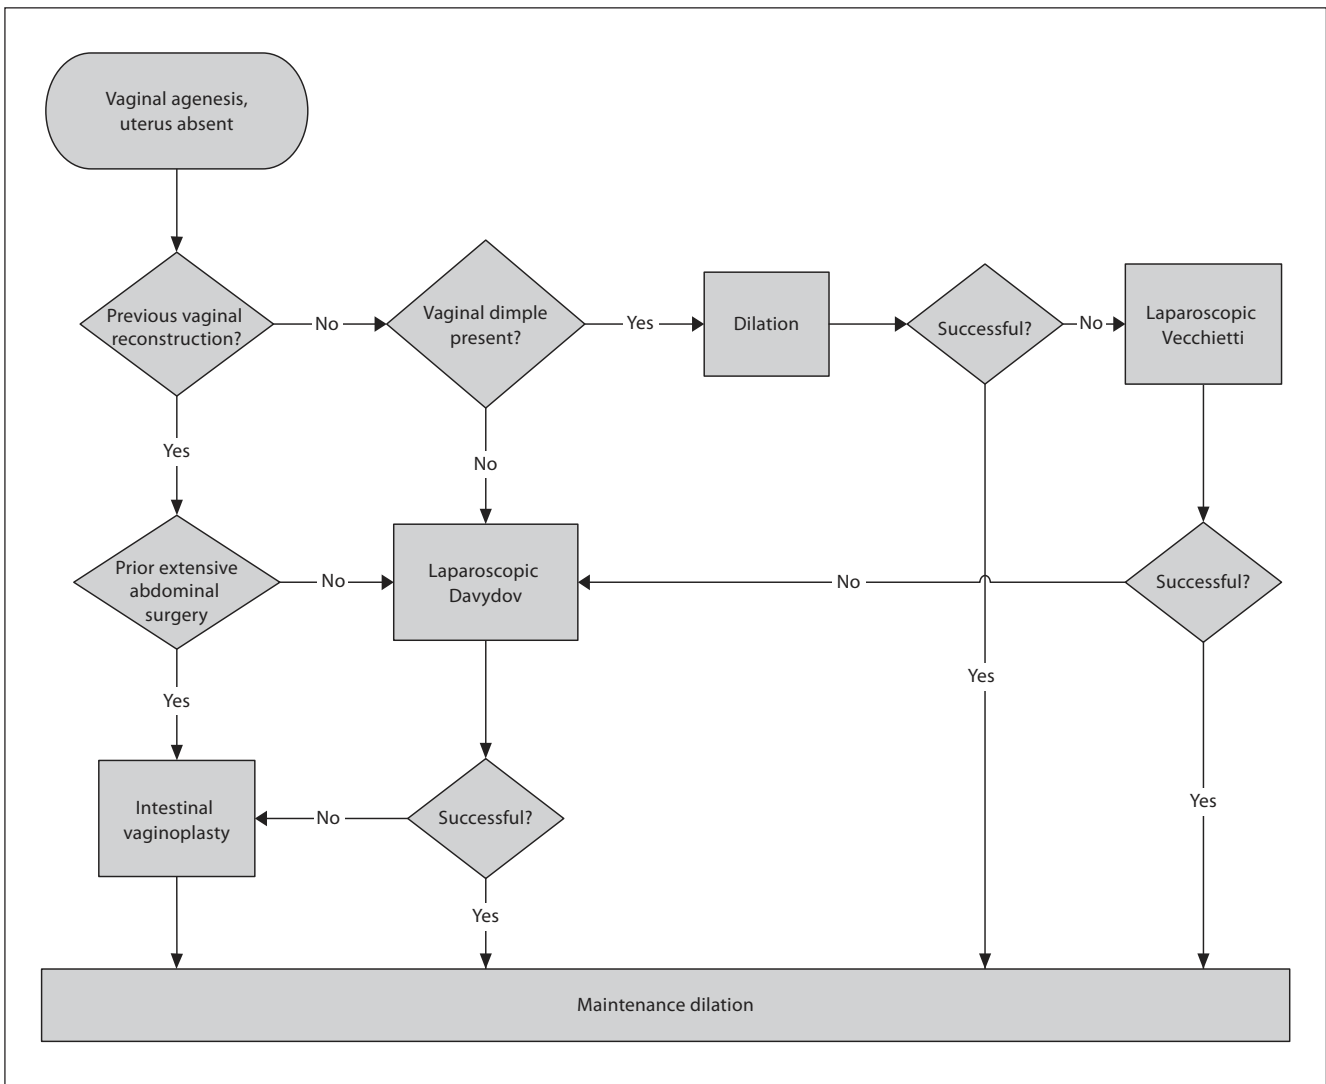 Vaginal agenesis,
uterus absent
Previous vaginal
reconstruction?
No
Vaginal dimple
present?
Yes
Dilation
Successful?
No
Laparoscopic
Vecchietti
Yes
No
Prior extensive
abdominal
surgery
No
Laparoscopic
Davydov
No
Successful?
Yes
Yes
Yes
Intestinal
vaginoplasty
No
Successful?
Yes
Maintenance dilation